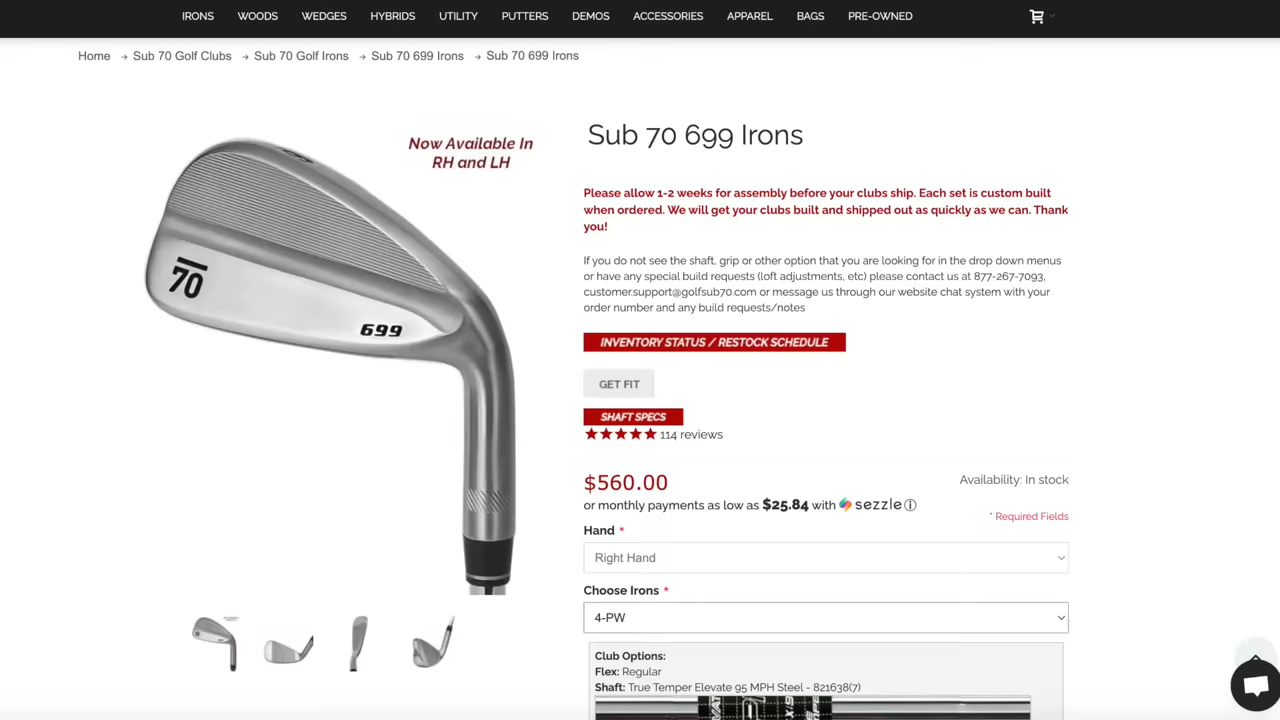 IRONS WOODS WEDGES HYBRIDS UTILITY PUTTERS DEMOS ACCESSORIES APPAREL BAGS PRE-OWNED
Home → Sub 70 Golf Clubs → Sub 70 Golf Irons → Sub 70 699 Irons → Sub 70 699 Irons
Now Available In
RH and LH
70
699
Sub 70 699 Irons
Please allow 1-2 weeks for assembly before your clubs ship. Each set is custom built
when ordered. We will get your clubs built and shipped out as quickly as we can. Thank
you!
If you do not see the shaft, grip or other option that you are looking for in the drop down menus
or have any special build requests (loft adjustments, etc) please contact us at 877-267-7093,
customer.support@golfsub70.com or message us through our website chat system with your
order number and any build requests/notes
INVENTORY STATUS / RESTOCK SCHEDULE
GET FIT
SHAFT SPECS
★★★★★ 114 reviews
$560.00 Availability: In stock
or monthly payments as low as $25.84 with sezzle ⓘ
* Required Fields
Hand *
Right Hand
Choose Irons *
4-PW
Club Options:
Flex: Regular
Shaft: True Temper Elevate 95 MPH Steel - 821638(7)